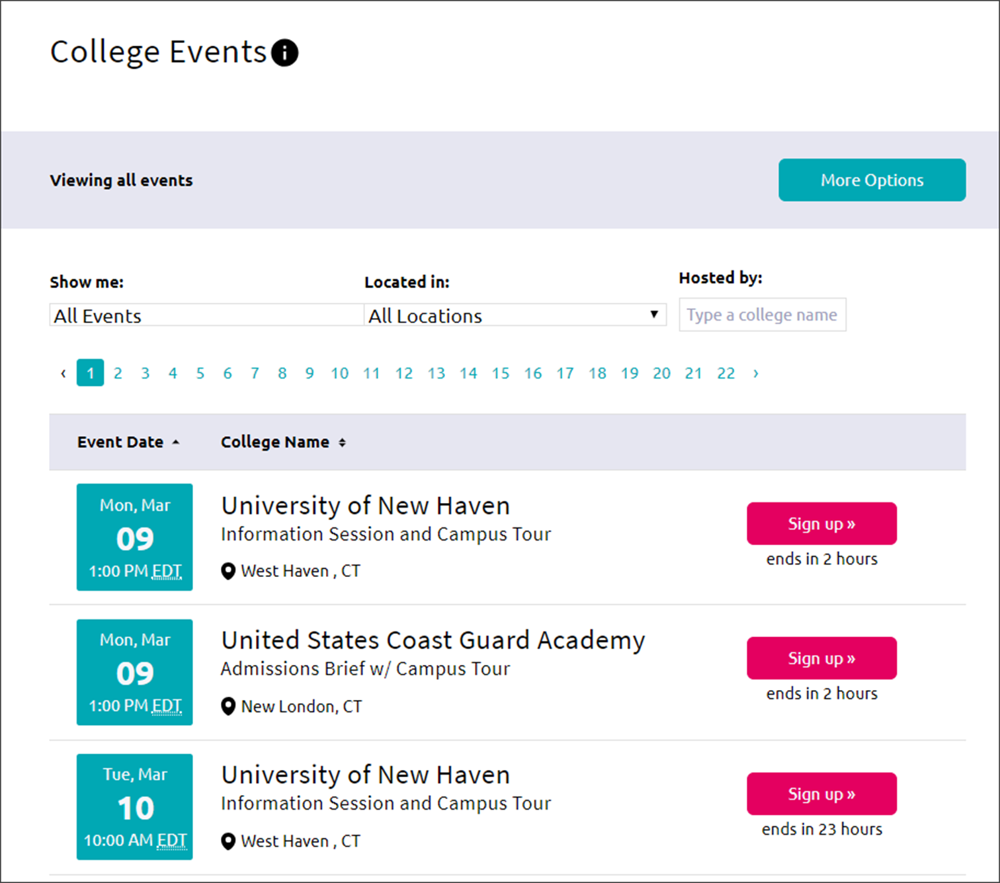 College Events
Viewing all events
More Options
Show me:
Located in:
Hosted by:
All Events
All Locations
Type a college name
‹ 1 2 3 4 5 6 7 8 9 10 11 12 13 14 15 16 17 18 19 20 21 22 ›
Event Date
College Name
Mon, Mar
09
1:00 PM EDT
University of New Haven
Information Session and Campus Tour
West Haven , CT
Sign up »
ends in 2 hours
Mon, Mar
09
1:00 PM EDT
United States Coast Guard Academy
Admissions Brief w/ Campus Tour
New London, CT
Sign up »
ends in 2 hours
Tue, Mar
10
10:00 AM EDT
University of New Haven
Information Session and Campus Tour
West Haven , CT
Sign up »
ends in 23 hours